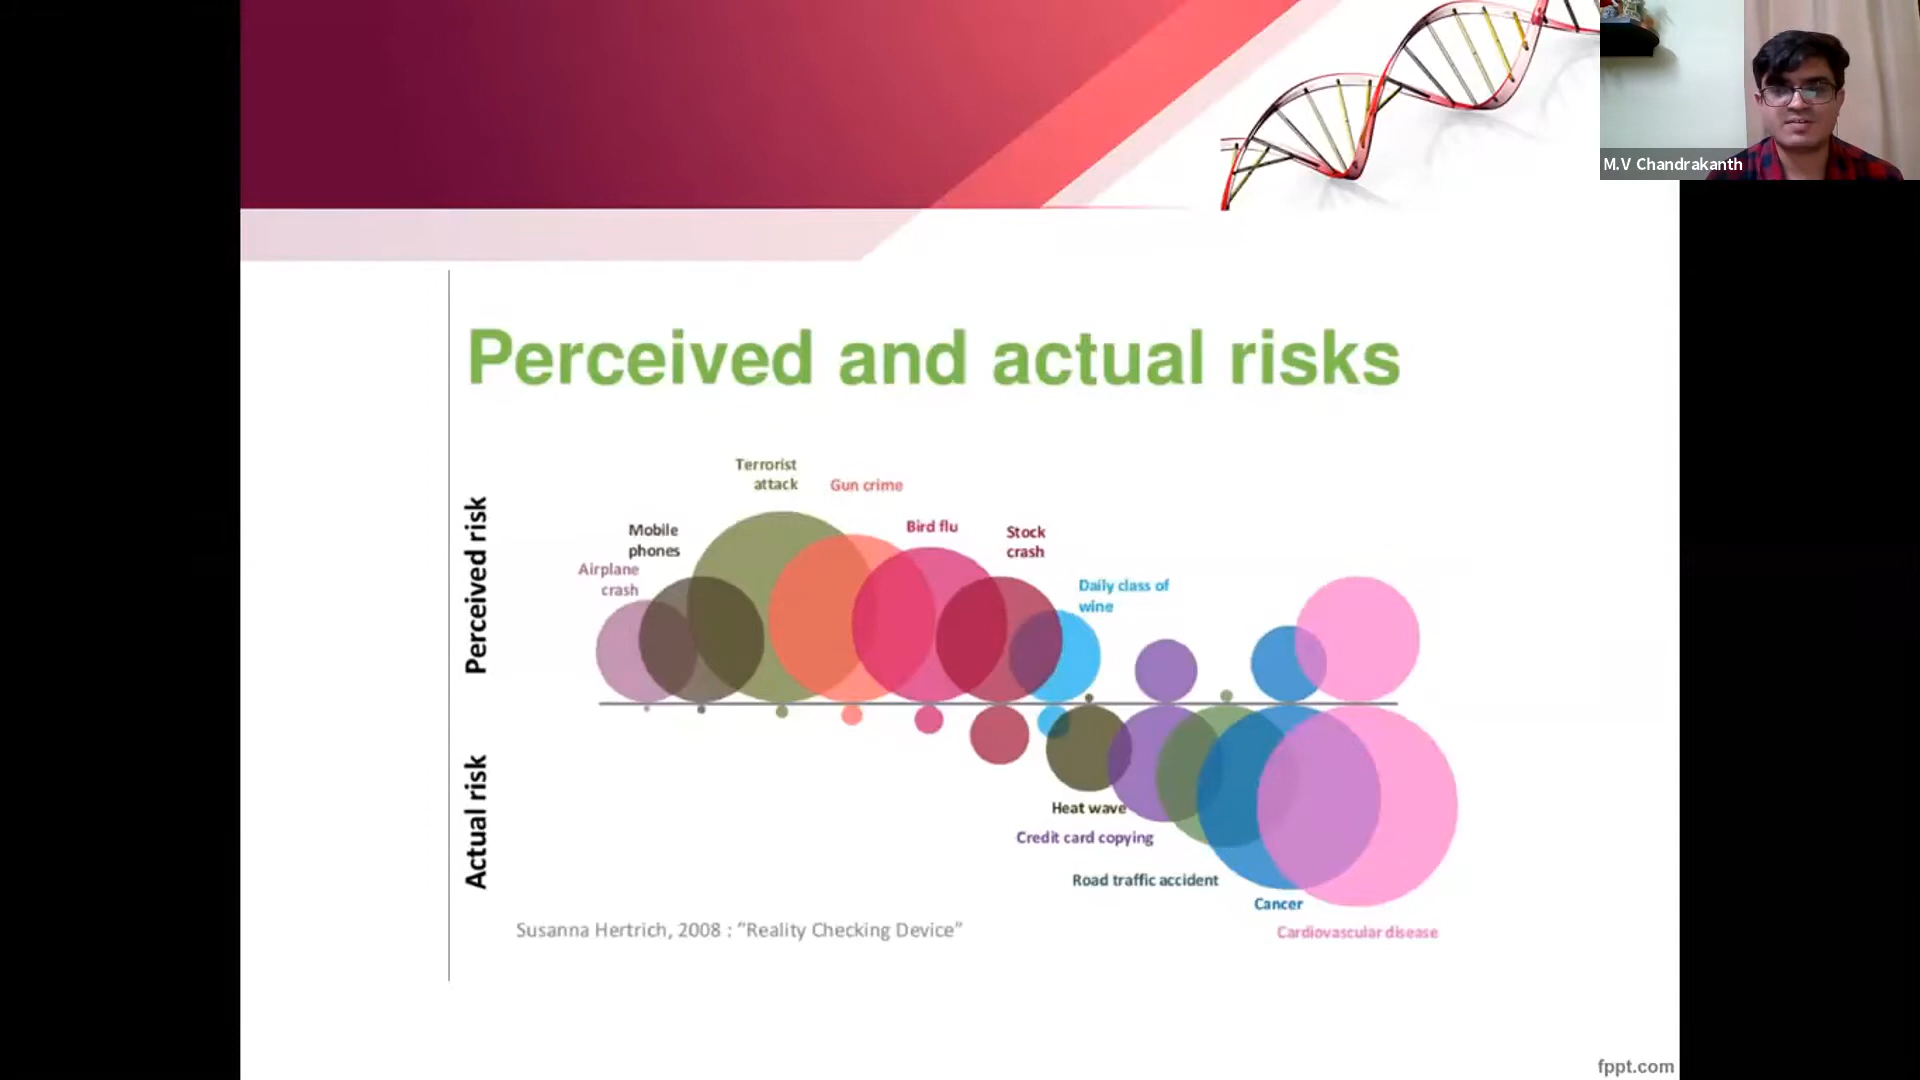 M.V Chandrakanth
Perceived and actual risks
Perceived risk
Actual risk
Terrorist
attack
Gun crime
Mobile
phones
Bird flu
Stock
crash
Airplane
crash
Daily class of
wine
Heat wave
Credit card copying
Road traffic accident
Cancer
Cardiovascular disease
Susanna Hertrich, 2008 : "Reality Checking Device"
fppt.com